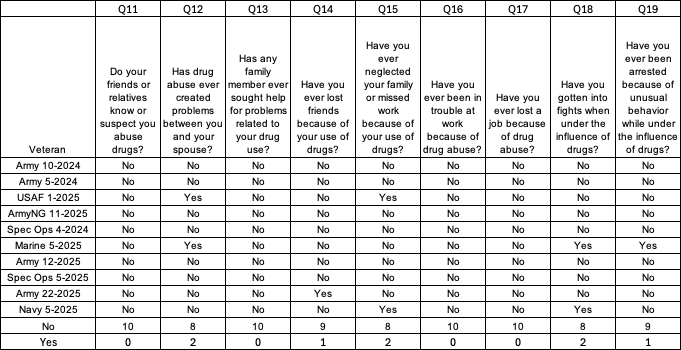 Q11 Q12 Q13 Q14 Q15 Q16 Q17 Q18 Q19
Veteran
Do your
friends or
relatives
know or
suspect you
abuse
drugs?
Has drug
abuse ever
created
problems
between you
and your
spouse?
Has any
family
member ever
sought help
for problems
related to
your drug
use?
Have you
ever lost
friends
because of
your use of
drugs?
Have you
ever
neglected
your family
or missed
work
because of
your use of
drugs?
Have you
ever been in
trouble at
work
because of
drug abuse?
Have you
ever lost a
job because
of drug
abuse?
Have you
gotten into
fights when
under the
influence of
drugs?
Have you
ever been
arrested
because of
unusual
behavior
while under
the influence
of drugs?
Army 10-2024 No No No No No No No No No
Army 5-2024 No No No No No No No No No
USAF 1-2025 No Yes No No Yes No No No No
ArmyNG 11-2025 No No No No No No No No No
Spec Ops 4-2024 No No No No No No No No No
Marine 5-2025 No Yes No No No No No Yes Yes
Army 12-2025 No No No No No No No No No
Spec Ops 5-2025 No No No No No No No No No
Army 22-2025 No No No Yes No No No No No
Navy 5-2025 No No No No Yes No No Yes No
No 10 8 10 9 8 10 10 8 9
Yes 0 2 0 1 2 0 0 2 1